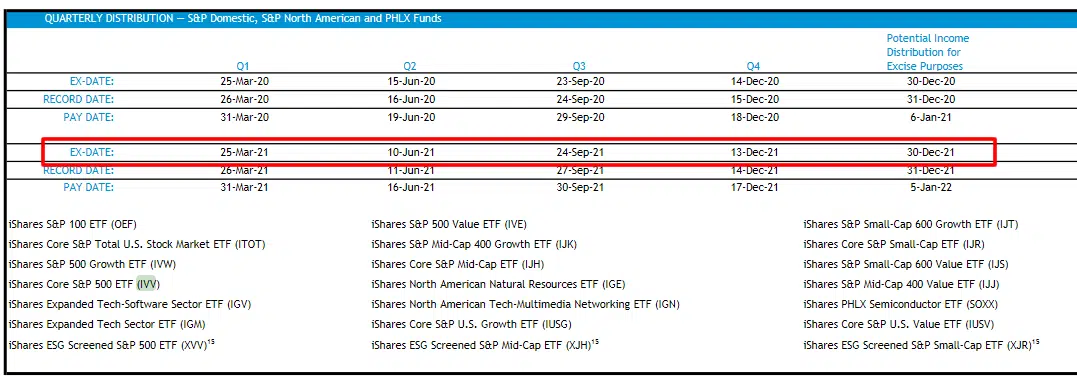 QUARTERLY DISTRIBUTION — S&P Domestic, S&P North American and PHLX Funds
Potential Income
Distribution for
Q1 Q2 Q3 Q4 Excise Purposes
EX-DATE: 25-Mar-20 15-Jun-20 23-Sep-20 14-Dec-20 30-Dec-20
RECORD DATE: 26-Mar-20 16-Jun-20 24-Sep-20 15-Dec-20 31-Dec-20
PAY DATE: 31-Mar-20 19-Jun-20 29-Sep-20 18-Dec-20 6-Jan-21
EX-DATE: 25-Mar-21 10-Jun-21 24-Sep-21 13-Dec-21 30-Dec-21
RECORD DATE: 26-Mar-21 11-Jun-21 27-Sep-21 14-Dec-21 31-Dec-21
PAY DATE: 31-Mar-21 16-Jun-21 30-Sep-21 17-Dec-21 5-Jan-22
iShares S&P 100 ETF (OEF) iShares S&P 500 Value ETF (IVE) iShares S&P Small-Cap 600 Growth ETF (IJT)
iShares Core S&P Total U.S. Stock Market ETF (ITOT) iShares S&P Mid-Cap 400 Growth ETF (IJK) iShares Core S&P Small-Cap ETF (IJR)
iShares S&P 500 Growth ETF (IVW) iShares Core S&P Mid-Cap ETF (IJH) iShares S&P Small-Cap 600 Value ETF (IJS)
iShares Core S&P 500 ETF (IVV) iShares North American Natural Resources ETF (IGE) iShares S&P Mid-Cap 400 Value ETF (IJJ)
iShares Expanded Tech-Software Sector ETF (IGV) iShares North American Tech-Multimedia Networking ETF (IGN) iShares PHLX Semiconductor ETF (SOXX)
iShares Expanded Tech Sector ETF (IGM) iShares Core S&P U.S. Growth ETF (IUSG) iShares Core S&P U.S. Value ETF (IUSV)
iShares ESG Screened S&P 500 ETF (XVV)¹⁵ iShares ESG Screened S&P Mid-Cap ETF (XJH)¹⁵ iShares ESG Screened S&P Small-Cap ETF (XJR)¹⁵